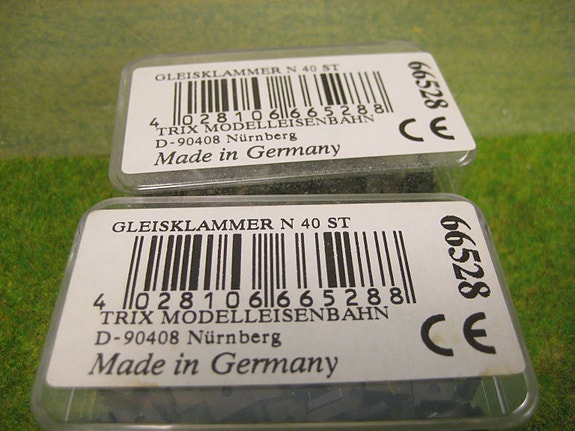 GLEISKLAMMER N 40 ST
4 028106 665288
TRIX MODELLEISENBAHN
D-90408 Nürnberg
Made in Germany
66528
CE
GLEISKLAMMER N 40 ST
4 028106 665288
TRIX MODELLEISENBAHN
D-90408 Nürnberg
Made in Germany
66528
CE